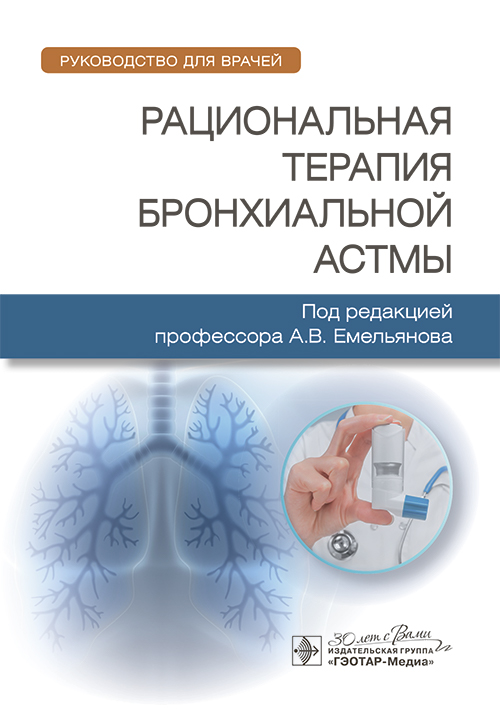 РУКОВОДСТВО ДЛЯ ВРАЧЕЙ
РАЦИОНАЛЬНАЯ
ТЕРАПИЯ
БРОНХИАЛЬНОЙ
АСТМЫ
Под редакцией
профессора А.В. Емельянова
30 лет с Вами
ИЗДАТЕЛЬСКАЯ ГРУППА
«ГЭОТАР-Медиа»